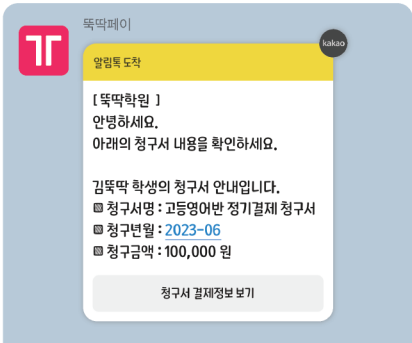 뚝딱페이
kakao
알림톡 도착
[ 뚝딱학원 ]
안녕하세요.
아래의 청구서 내용을 확인하세요.
김뚝딱 학생의 청구서 안내입니다.
▧ 청구서명 : 고등영어반 정기결제 청구서
▧ 청구년월 : 2023-06
▧ 청구금액 : 100,000 원
청구서 결제정보 보기